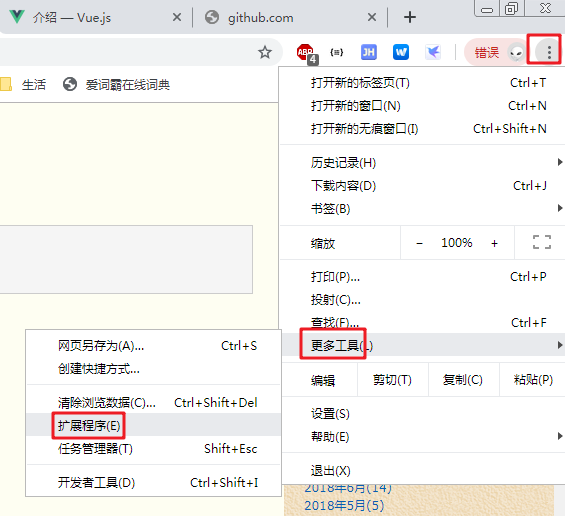 介绍 — Vue.js
github.com
ABP
4
{≡}
JH
W
错误
生活
爱词霸在线词典
打开新的标签页(T) Ctrl+T
打开新的窗口(N) Ctrl+N
打开新的无痕窗口(I) Ctrl+Shift+N
历史记录(H)
下载内容(D) Ctrl+J
书签(B)
缩放 − 100% +
打印(P)... Ctrl+P
投射(C)...
查找(F)... Ctrl+F
更多工具(L)
编辑 剪切(T) 复制(C) 粘贴(P)
设置(S)
帮助(E)
退出(X)
网页另存为(A)... Ctrl+S
创建快捷方式...
清除浏览数据(C)... Ctrl+Shift+Del
扩展程序(E)
任务管理器(T) Shift+Esc
开发者工具(D) Ctrl+Shift+I
2018年6月(14)
2018年5月(5)